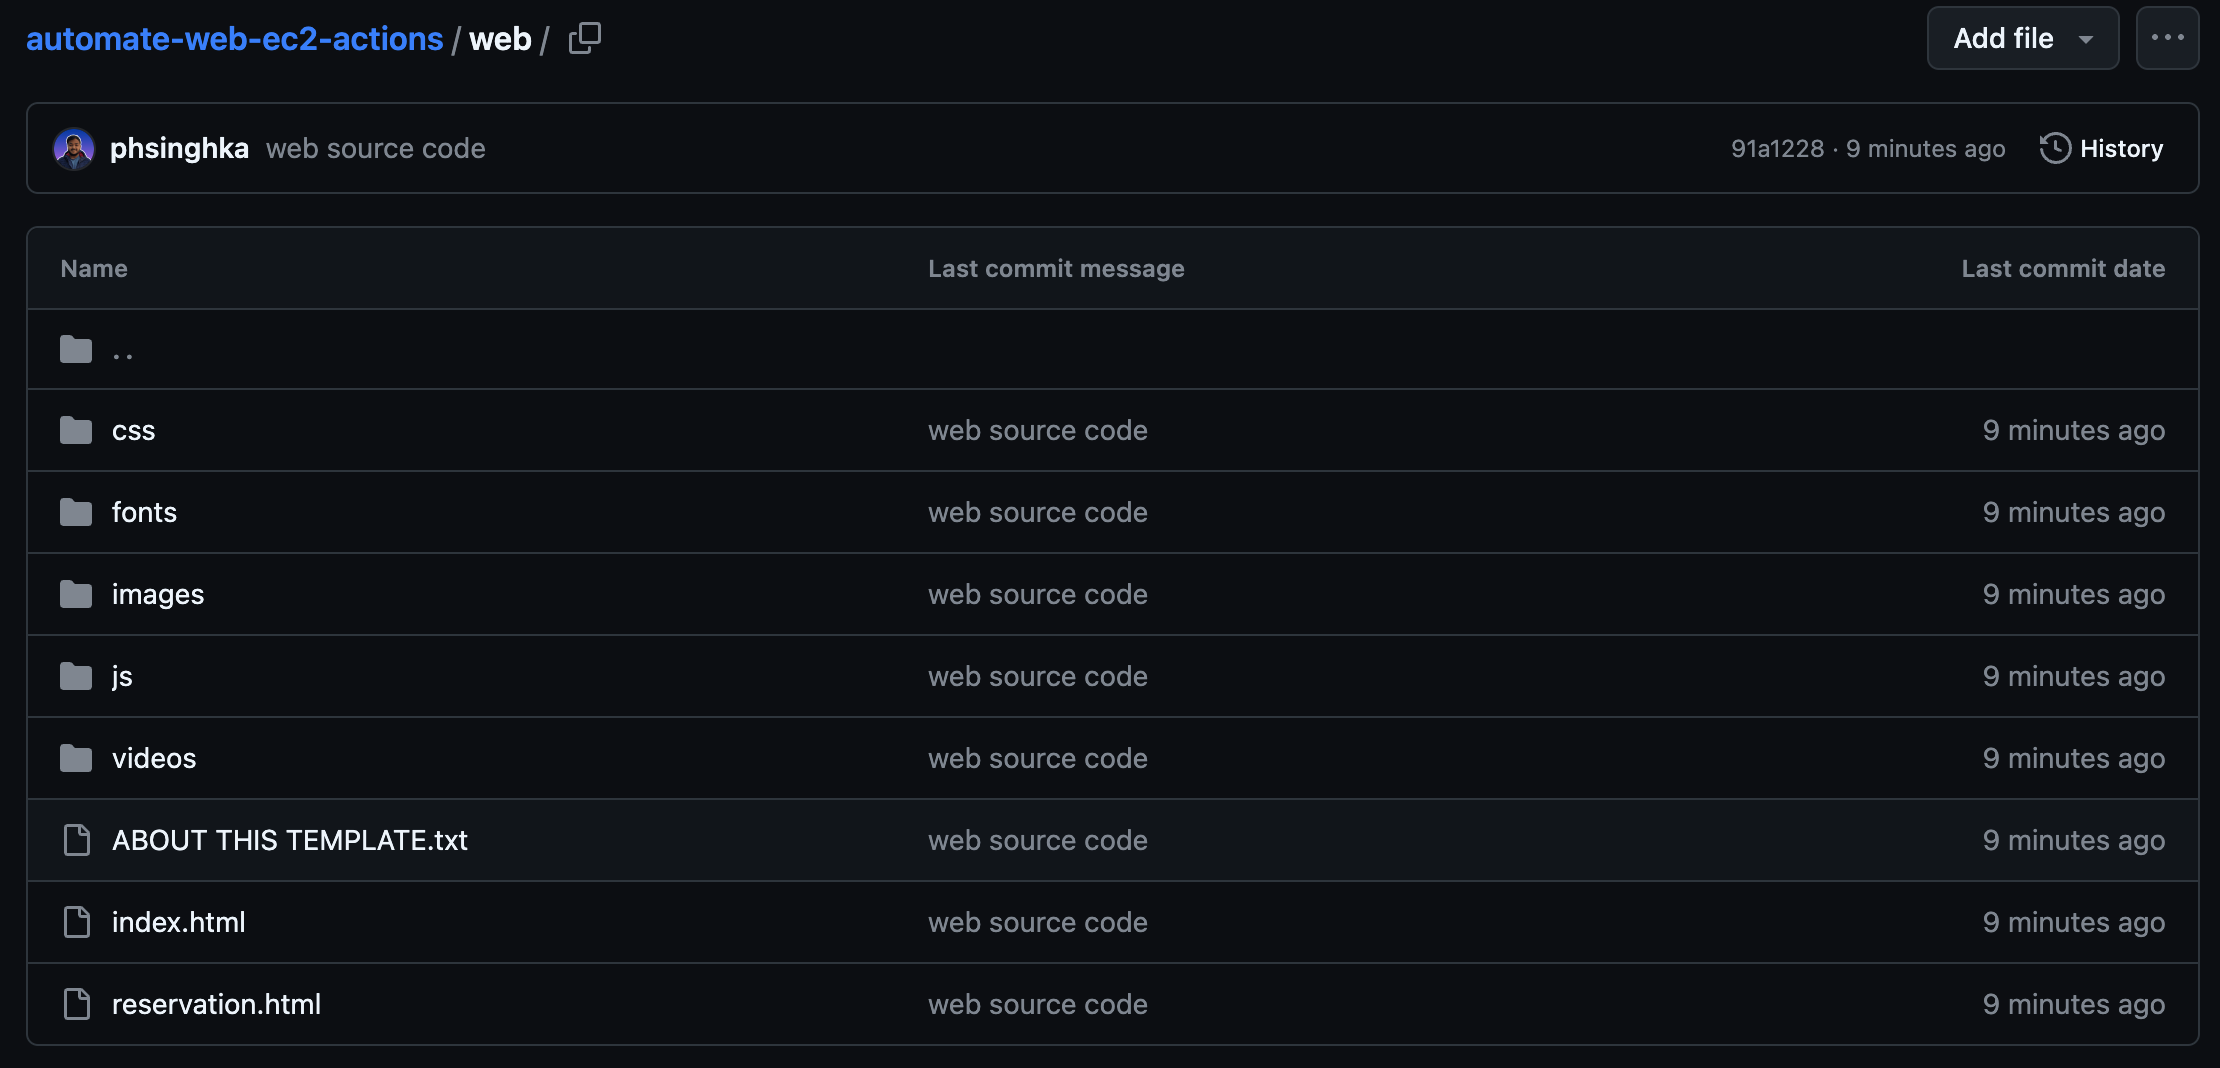 automate-web-ec2-actions / web /
Add file
phsinghka web source code
91a1228 · 9 minutes ago
History
Name Last commit message Last commit date
..
css web source code 9 minutes ago
fonts web source code 9 minutes ago
images web source code 9 minutes ago
js web source code 9 minutes ago
videos web source code 9 minutes ago
ABOUT THIS TEMPLATE.txt web source code 9 minutes ago
index.html web source code 9 minutes ago
reservation.html web source code 9 minutes ago